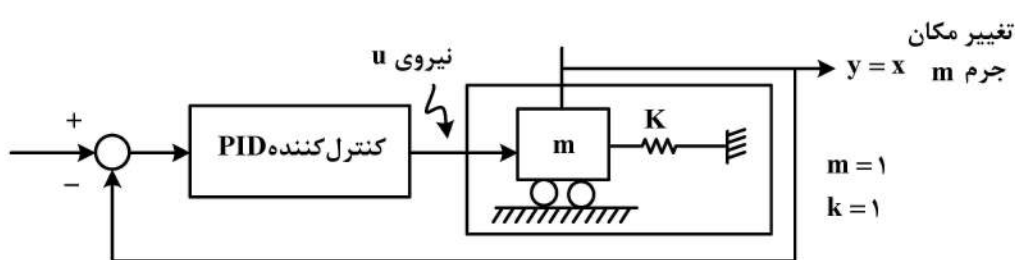 تغییر مکان
جرم m
y = x
نیروی u
+
−
کنترل‌کننده PID
m
K
m = ۱
k = ۱